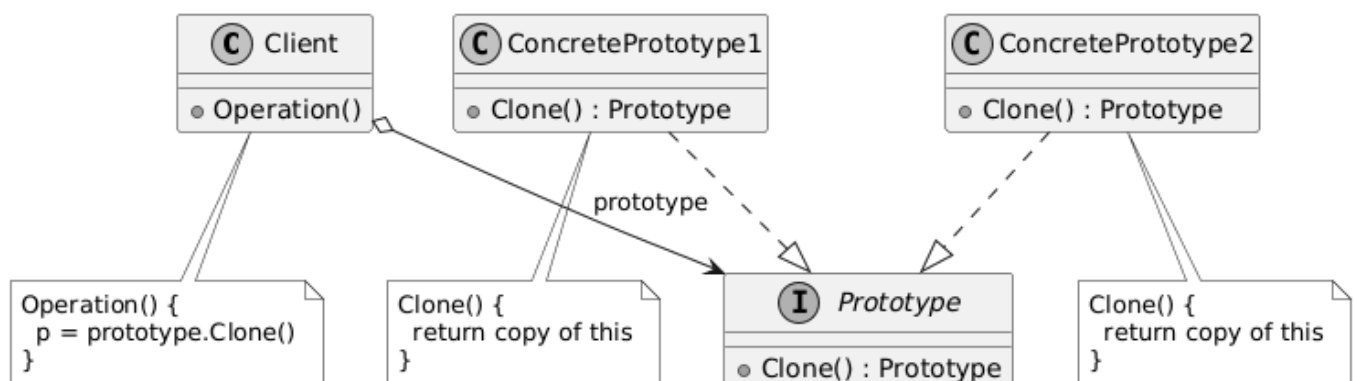 C Client
Operation()
C ConcretePrototype1
Clone() : Prototype
C ConcretePrototype2
Clone() : Prototype
prototype
Operation() {
p = prototype.Clone()
}
Clone() {
return copy of this
}
I Prototype
Clone() : Prototype
Clone() {
return copy of this
}